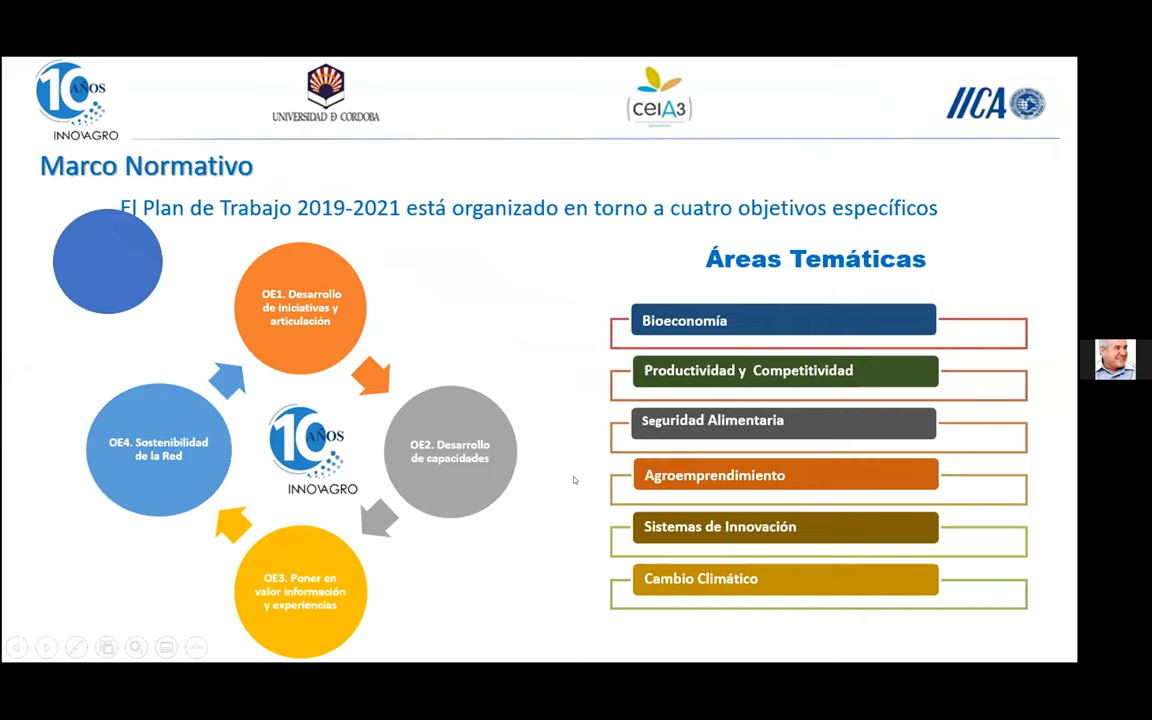 10 AÑOS
INNOVAGRO
UNIVERSIDAD D CÓRDOBA
ceiA3
IICA
Marco Normativo
El Plan de Trabajo 2019-2021 está organizado en torno a cuatro objetivos específicos
OE1. Desarrollo
de iniciativas y
articulación
OE2. Desarrollo
de capacidades
OE3. Poner en
valor información
y experiencias
OE4. Sostenibilidad
de la Red
10 AÑOS
INNOVAGRO
Áreas Temáticas
Bioeconomía
Productividad y Competitividad
Seguridad Alimentaria
Agroemprendimiento
Sistemas de Innovación
Cambio Climático